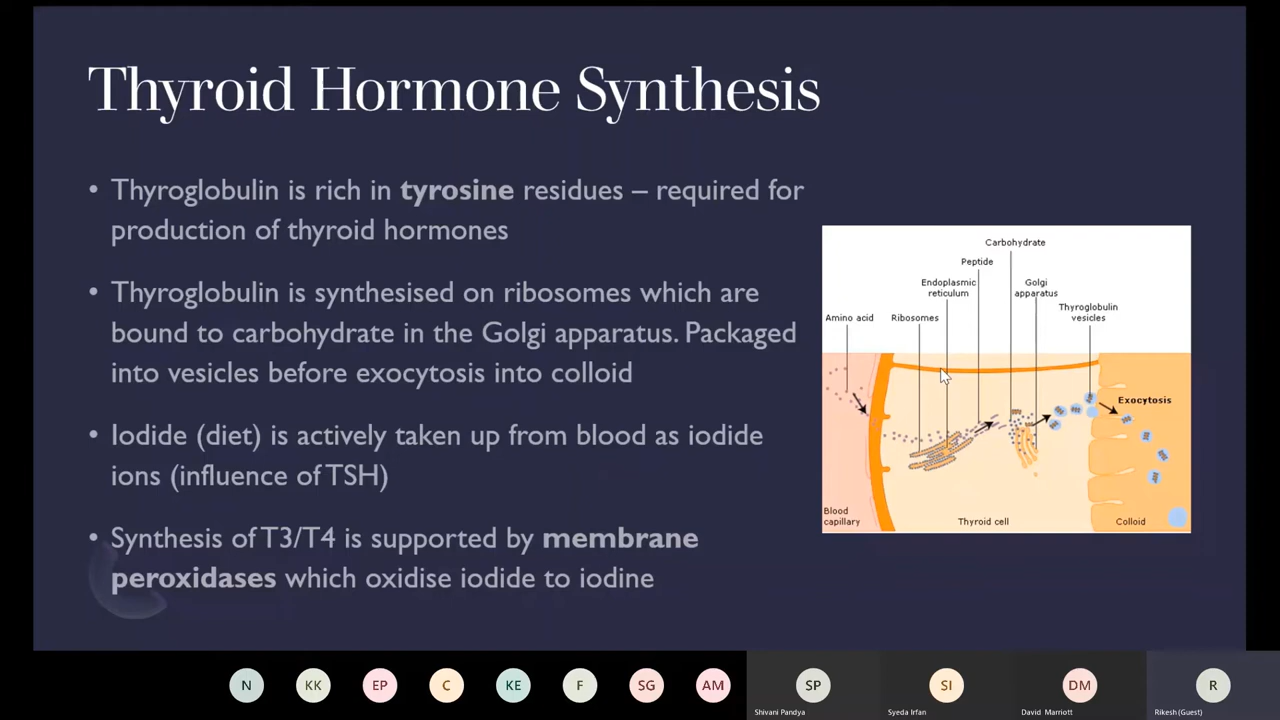 Thyroid Hormone Synthesis
• Thyroglobulin is rich in tyrosine residues – required for
production of thyroid hormones
• Thyroglobulin is synthesised on ribosomes which are
bound to carbohydrate in the Golgi apparatus. Packaged
into vesicles before exocytosis into colloid
• Iodide (diet) is actively taken up from blood as iodide
ions (influence of TSH)
• Synthesis of T3/T4 is supported by membrane
peroxidases which oxidise iodide to iodine
Carbohydrate
Peptide
Endoplasmic
reticulum
Golgi
apparatus
Thyroglobulin
vesicles
Amino acid
Ribosomes
Exocytosis
Blood
capillary
Thyroid cell
Colloid
N
KK
EP
C
KE
F
SG
AM
SP
SI
DM
R
Shivani Pandya
Syeda Irfan
David Marriott
Rikesh (Guest)